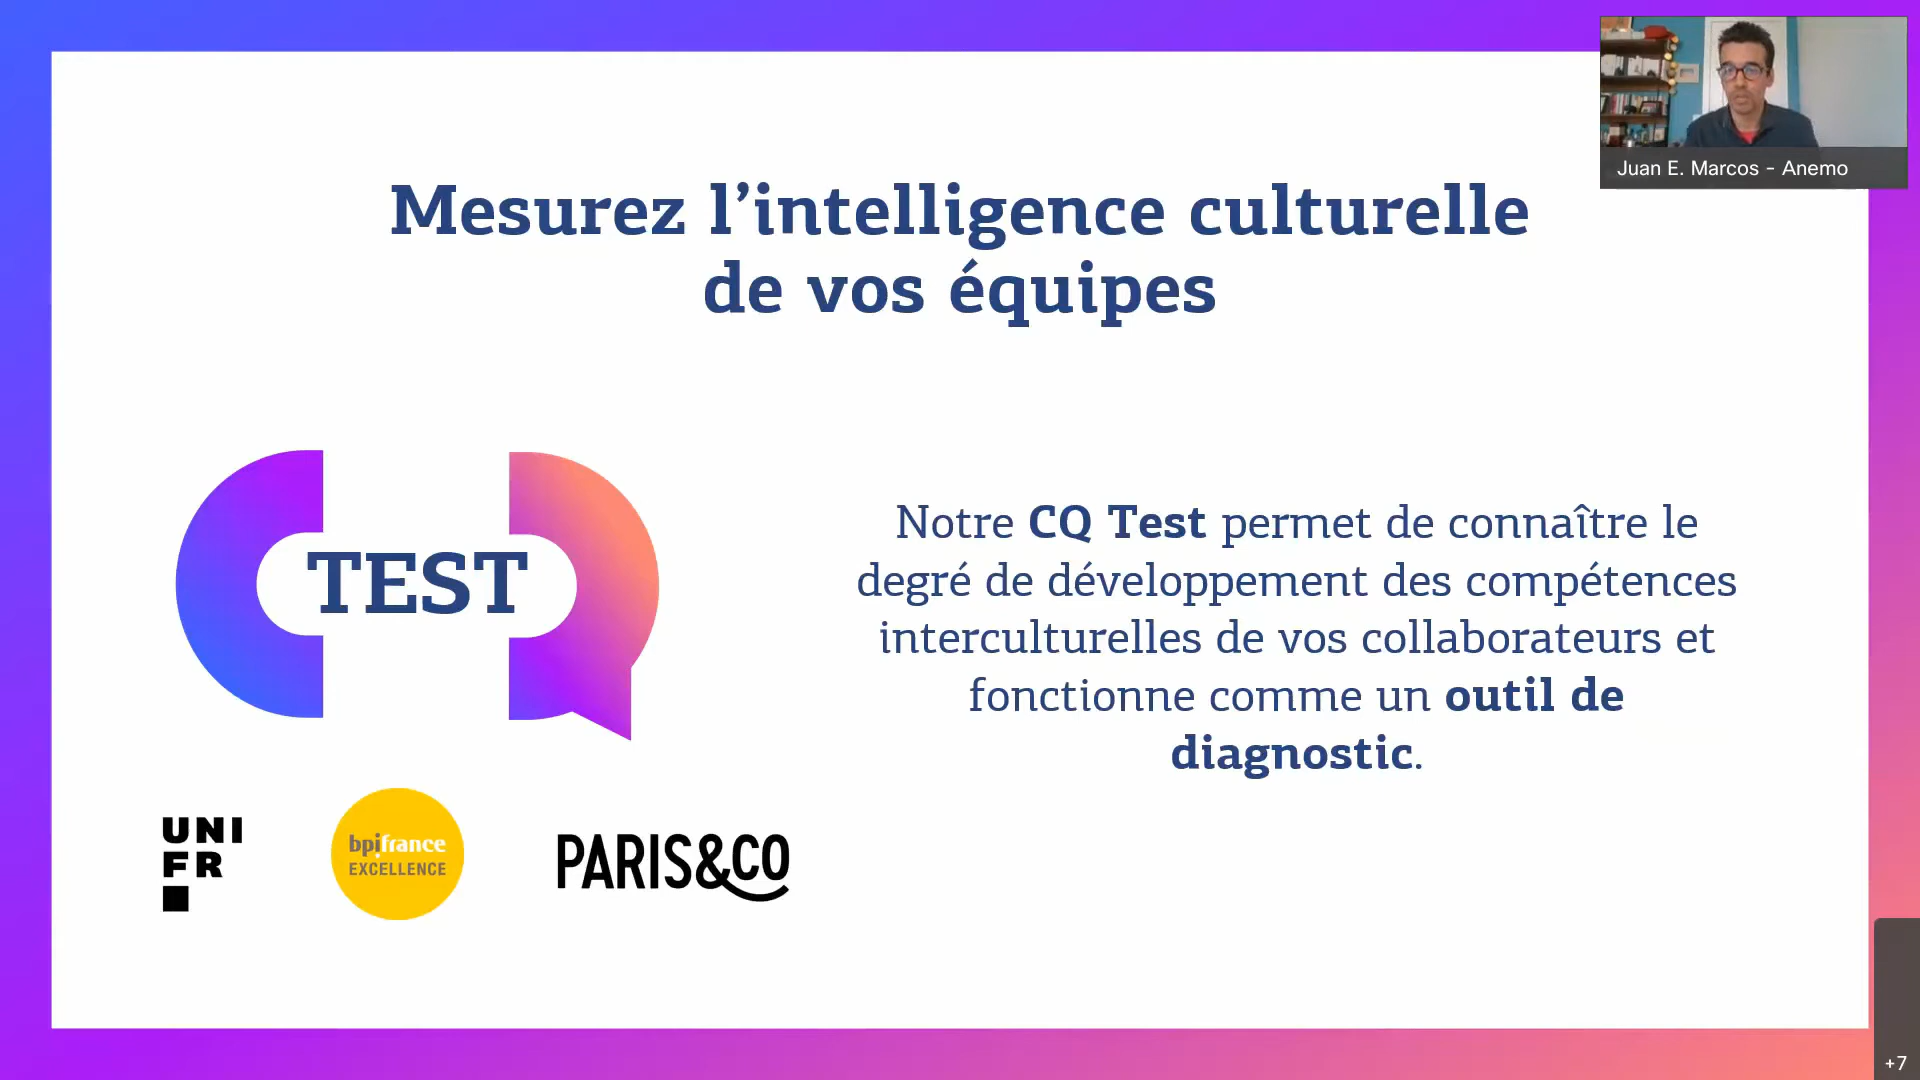 Juan E. Marcos - Anemo
Mesurez l’intelligence culturelle
de vos équipes
TEST
Notre CQ Test permet de connaître le
degré de développement des compétences
interculturelles de vos collaborateurs et
fonctionne comme un outil de
diagnostic.
UNI
FR
bpifrance
EXCELLENCE
PARIS&CO
+7